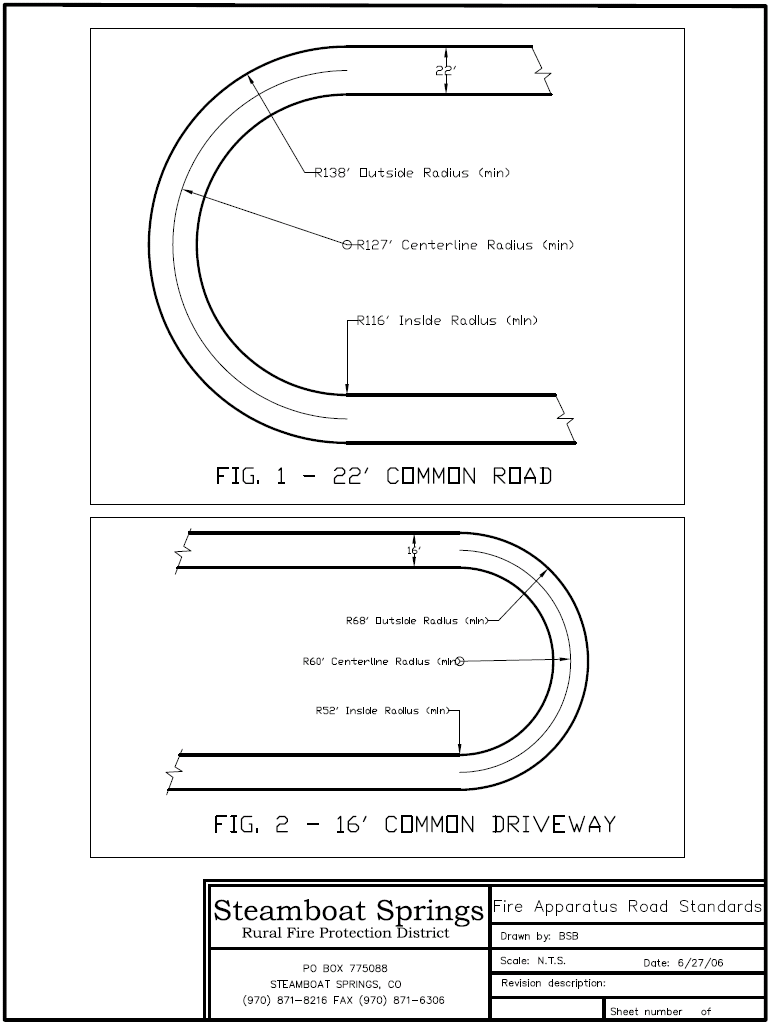 22'
R138' Outside Radius (min)
R127' Centerline Radius (min)
R116' Inside Radius (min)
FIG. 1 - 22' COMMON ROAD
16'
R68' Outside Radius (min)
R60' Centerline Radius (min)
R52' Inside Radius (min)
FIG. 2 - 16' COMMON DRIVEWAY
Steamboat Springs
Rural Fire Protection District
PO BOX 775088
STEAMBOAT SPRINGS, CO
(970) 871-8216 FAX (970) 871-6306
Fire Apparatus Road Standards
Drawn by: BSB
Scale: N.T.S. Date: 6/27/06
Revision description:
Sheet number of